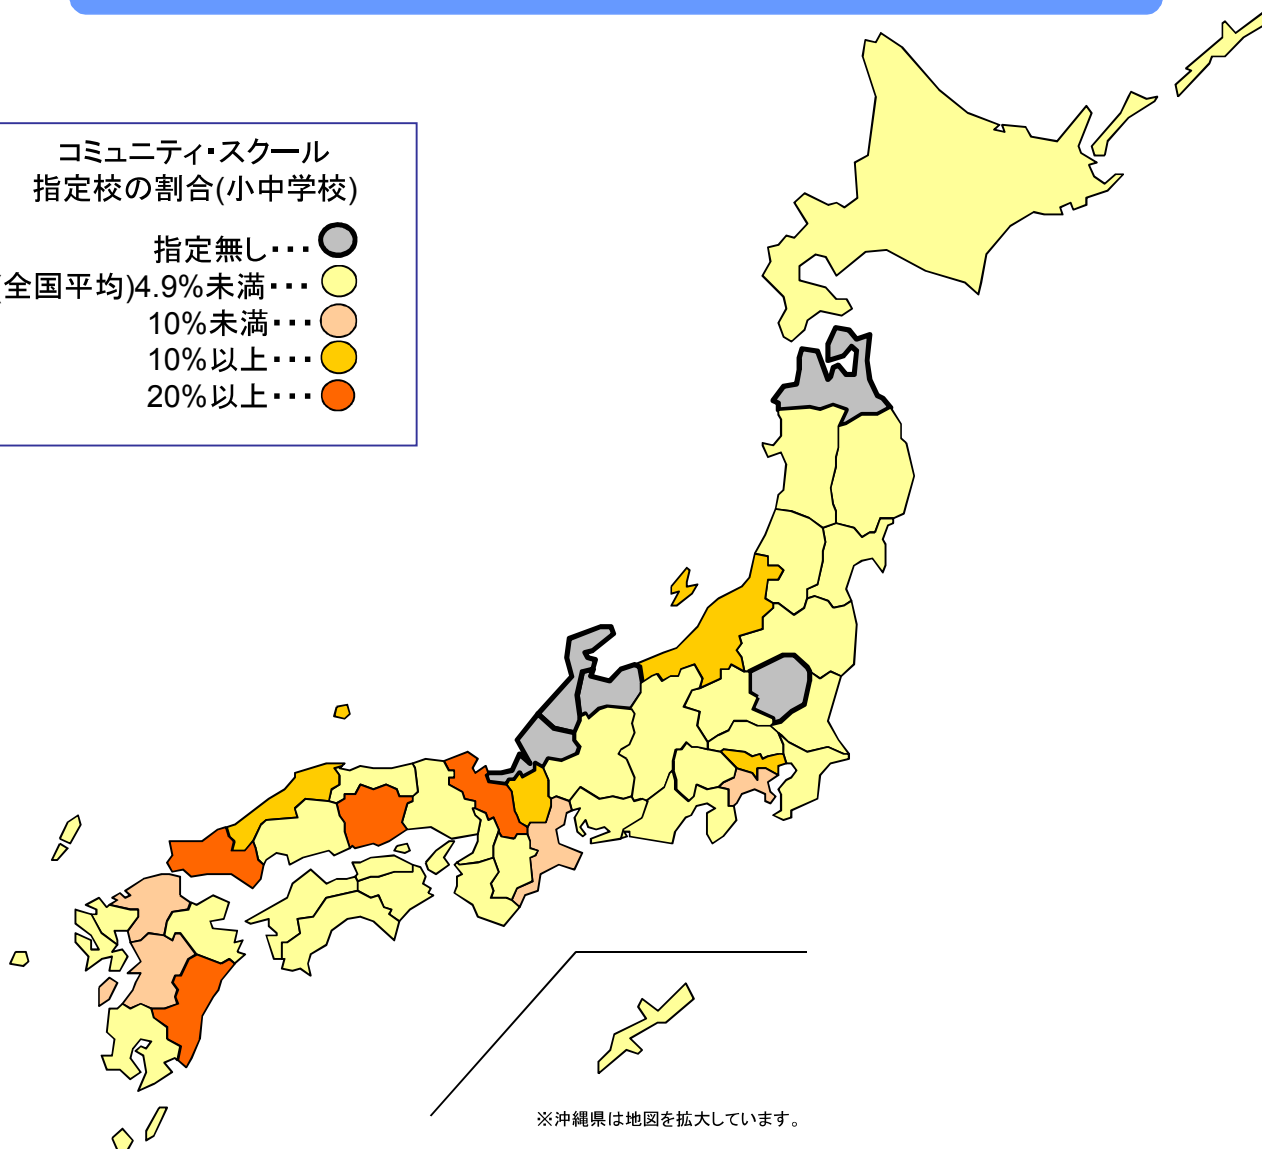 コミュニティ・スクール
指定校の割合(小中学校)
指定無し・・・
(全国平均)4.9%未満・・・
10%未満・・・
10%以上・・・
20%以上・・・
※沖縄県は地図を拡大しています。